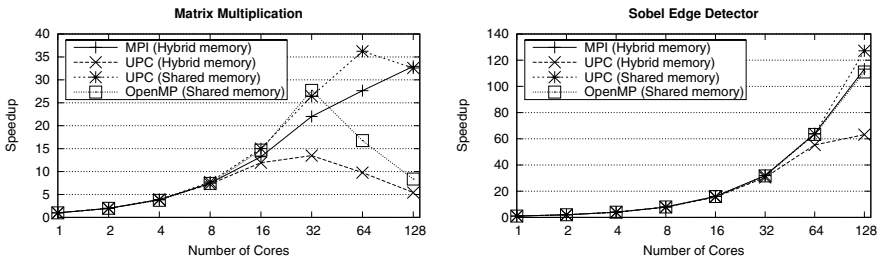 Matrix Multiplication
Speedup
40
35
30
25
20
15
10
5
0
MPI (Hybrid memory)
UPC (Hybrid memory)
UPC (Shared memory)
OpenMP (Shared memory)
1 2 4 8 16 32 64 128
Number of Cores
Sobel Edge Detector
Speedup
140
120
100
80
60
40
20
0
MPI (Hybrid memory)
UPC (Hybrid memory)
UPC (Shared memory)
OpenMP (Shared memory)
1 2 4 8 16 32 64 128
Number of Cores